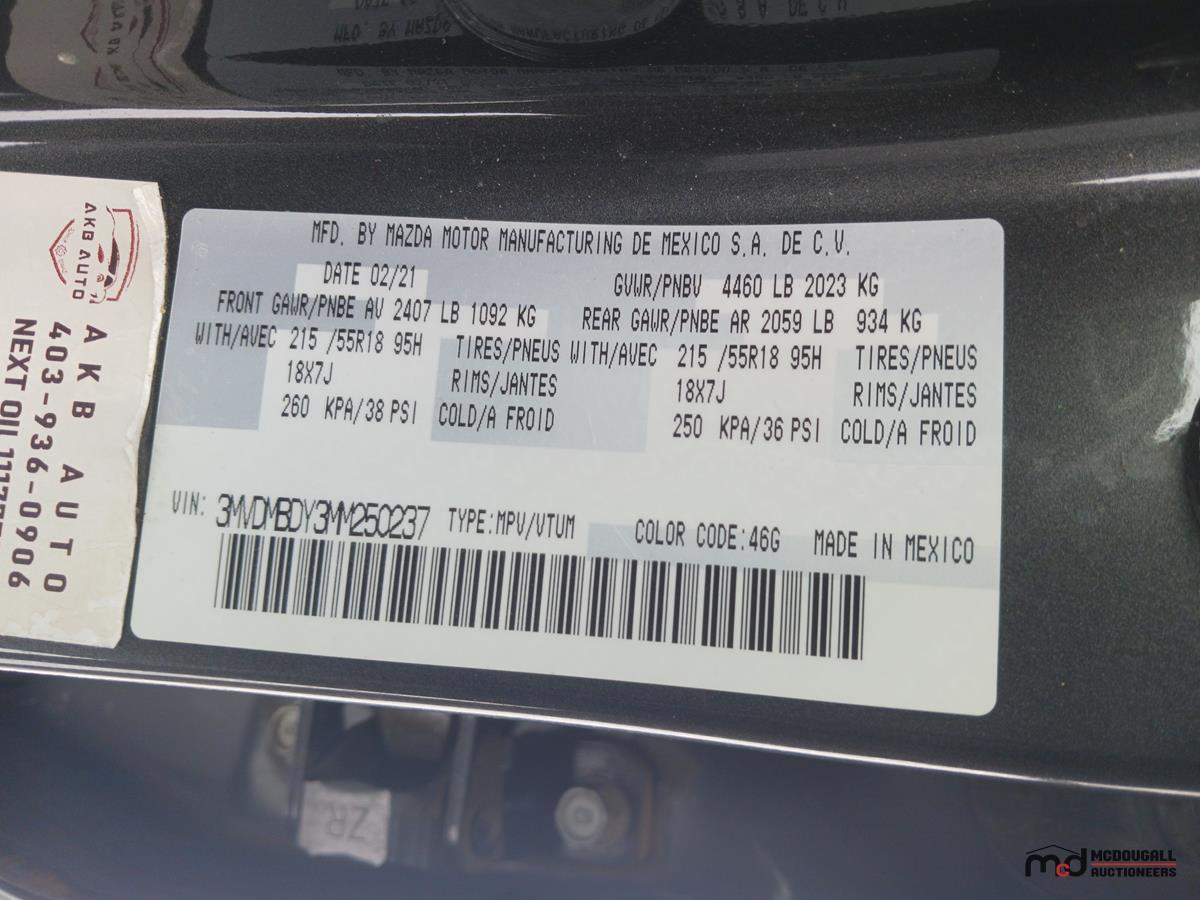 MFD. BY MAZDA MOTOR MANUFACTURING DE MEXICO S.A. DE C.V.
DATE 02/21 GVWR/PNBV 4460 LB 2023 KG
FRONT GAWR/PNBE AV 2407 LB 1092 KG REAR GAWR/PNBE AR 2059 LB 934 KG
WITH/AVEC 215 /55R18 95H TIRES/PNEUS WITH/AVEC 215 /55R18 95H TIRES/PNEUS
18X7J RIMS/JANTES 18X7J RIMS/JANTES
260 KPA/38 PSI COLD/A FROID 250 KPA/36 PSI COLD/A FROID
VIN: 3MVDMBDY3MM250237 TYPE:MPV/VTUM COLOR CODE:46G MADE IN MEXICO
AKB AUTO
AKB AUTO
403-936-0906
NEXT OIL
ZR
mcd MCDOUGALL
AUCTIONEERS